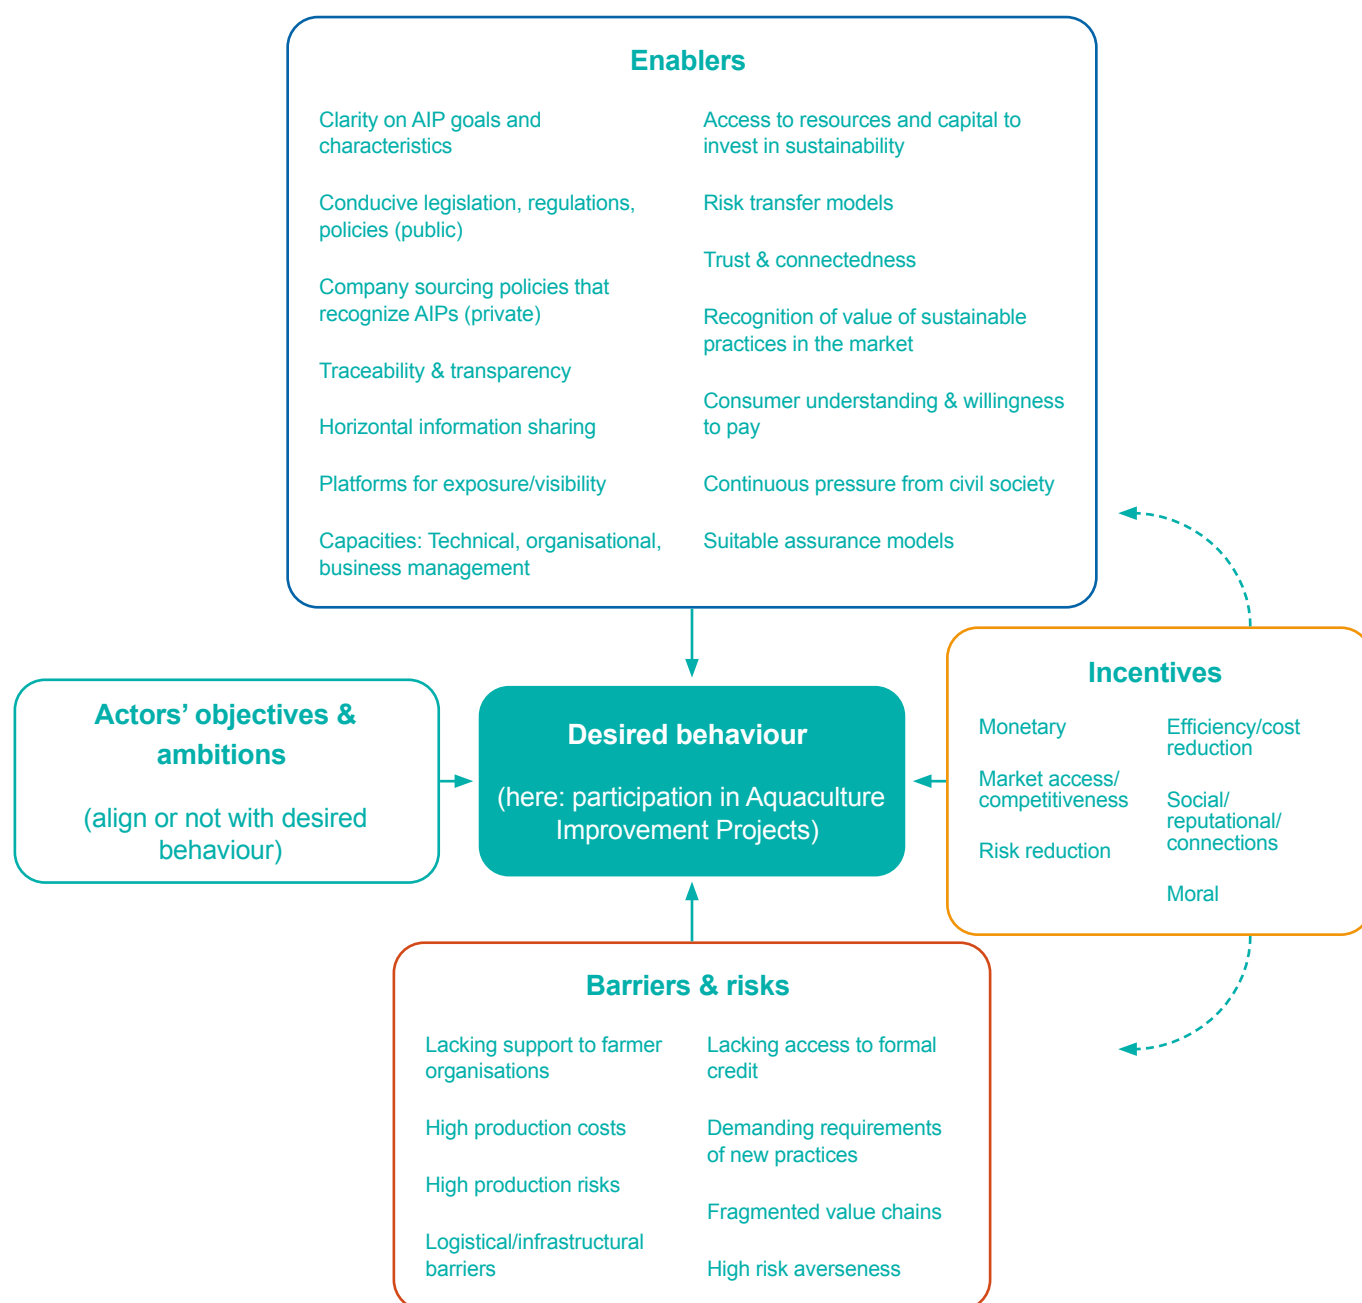 Enablers
Clarity on AIP goals and
characteristics
Conducive legislation, regulations,
policies (public)
Company sourcing policies that
recognize AIPs (private)
Traceability & transparency
Horizontal information sharing
Platforms for exposure/visibility
Capacities: Technical, organisational,
business management
Access to resources and capital to
invest in sustainability
Risk transfer models
Trust & connectedness
Recognition of value of sustainable
practices in the market
Consumer understanding & willingness
to pay
Continuous pressure from civil society
Suitable assurance models
Actors’ objectives &
ambitions
(align or not with desired
behaviour)
Desired behaviour
(here: participation in Aquaculture
Improvement Projects)
Incentives
Monetary
Market access/
competitiveness
Risk reduction
Efficiency/cost
reduction
Social/
reputational/
connections
Moral
Barriers & risks
Lacking support to farmer
organisations
High production costs
High production risks
Logistical/infrastructural
barriers
Lacking access to formal
credit
Demanding requirements
of new practices
Fragmented value chains
High risk averseness